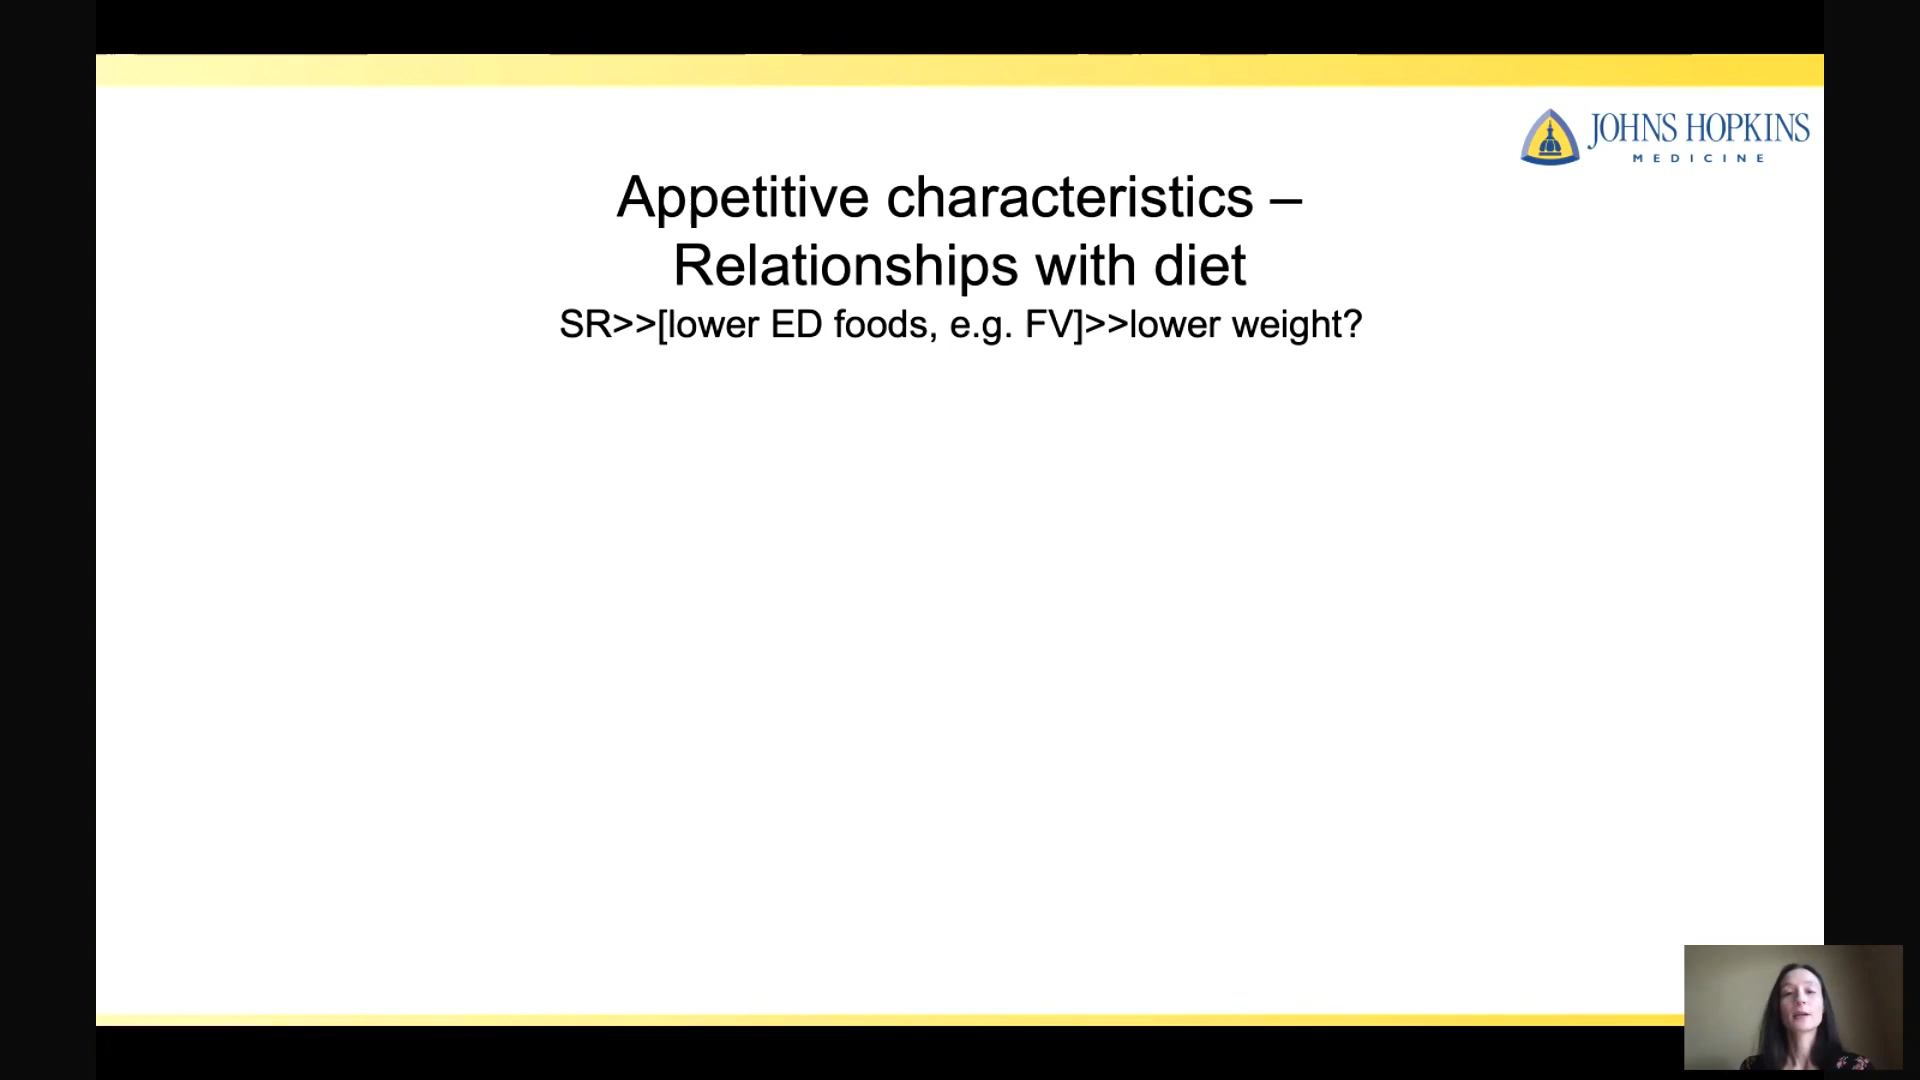 JOHNS HOPKINS
MEDICINE
Appetitive characteristics –
Relationships with diet
SR>>[lower ED foods, e.g. FV]>>lower weight?